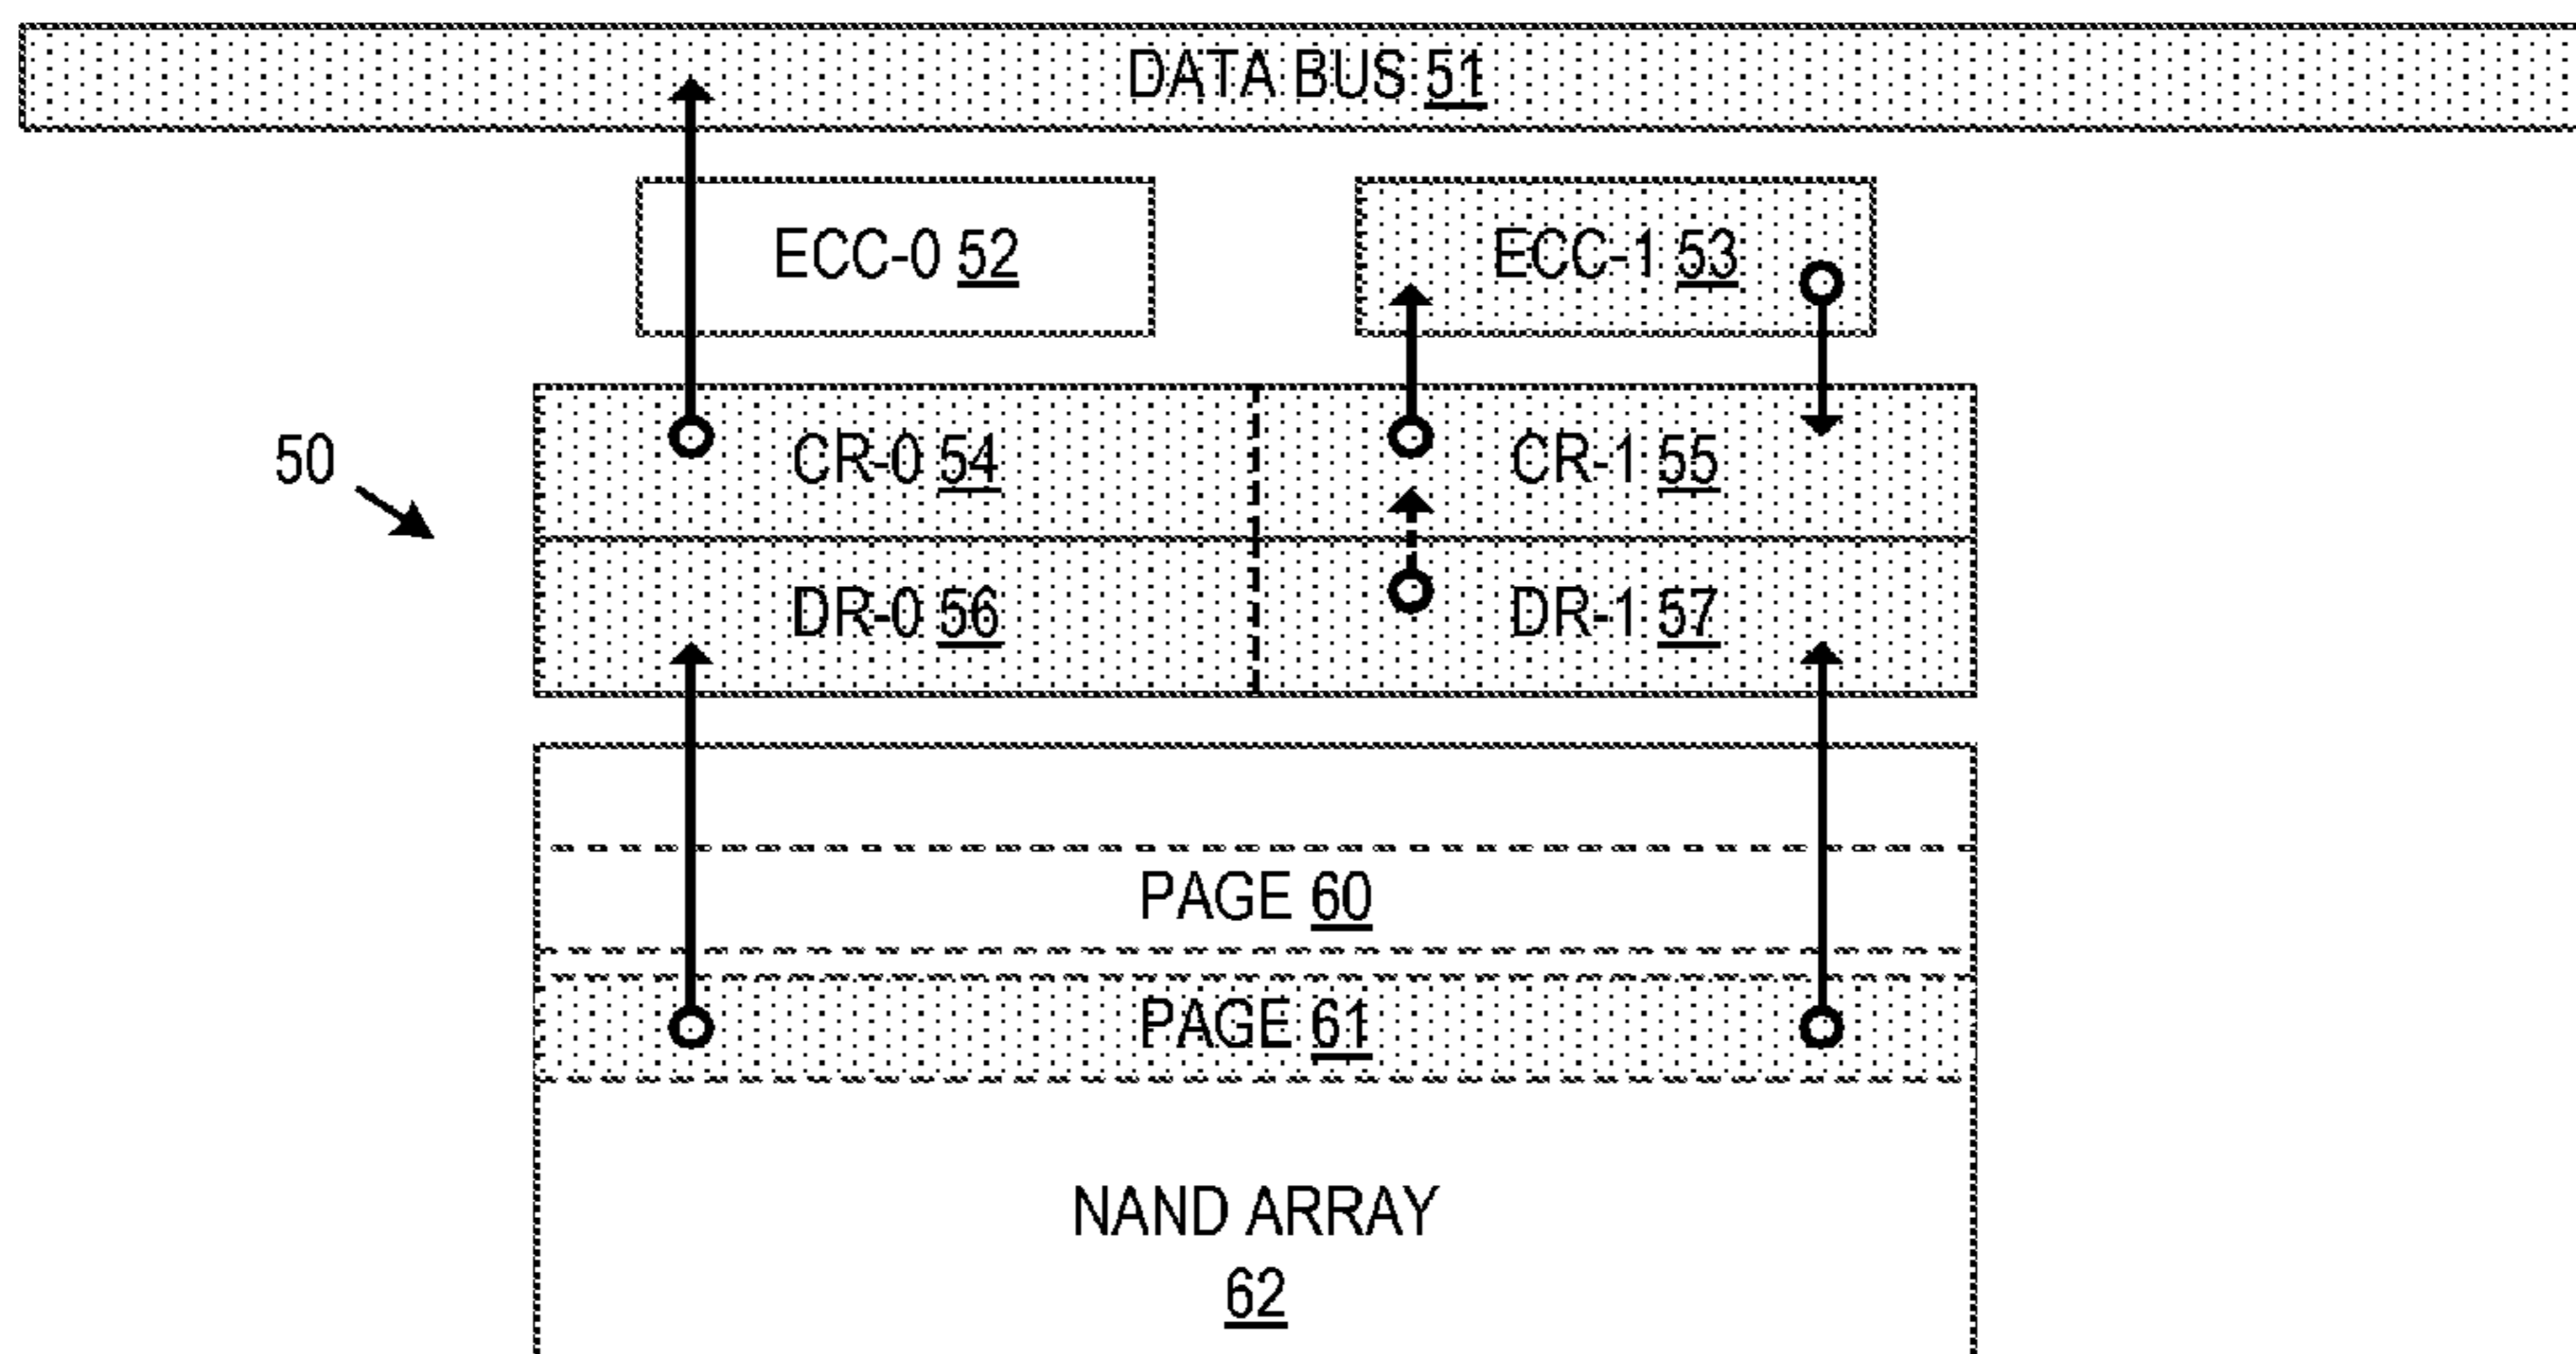 DATA BUS 51
ECC-0 52
ECC-1 53
50
CR-0 54
CR-1 55
DR-0 56
DR-1 57
PAGE 60
PAGE 61
NAND ARRAY
62